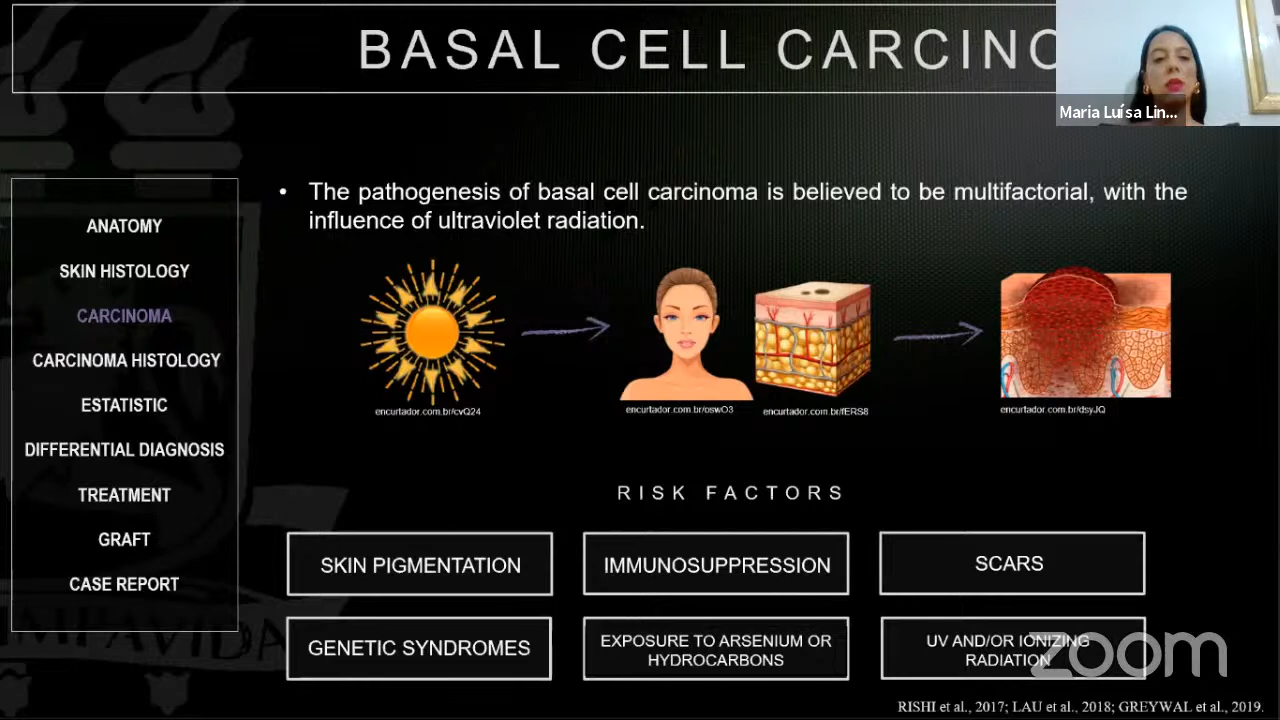 BASAL CELL CARCINO
Maria Luísa Lin...
• The pathogenesis of basal cell carcinoma is believed to be multifactorial, with the
influence of ultraviolet radiation.
ANATOMY
SKIN HISTOLOGY
CARCINOMA
CARCINOMA HISTOLOGY
ESTATISTIC
DIFFERENTIAL DIAGNOSIS
TREATMENT
GRAFT
CASE REPORT
encurtador.com.br/cvQ24
encurtador.com.br/oswO3
encurtador.com.br/fERS8
encurtador.com.br/dsyJQ
RISK FACTORS
SKIN PIGMENTATION
IMMUNOSUPPRESSION
SCARS
GENETIC SYNDROMES
EXPOSURE TO ARSENIUM OR
HYDROCARBONS
UV AND/OR IONIZING
RADIATION
zoom
RISHI et al., 2017; LAU et al., 2018; GREYWAL et al., 2019.